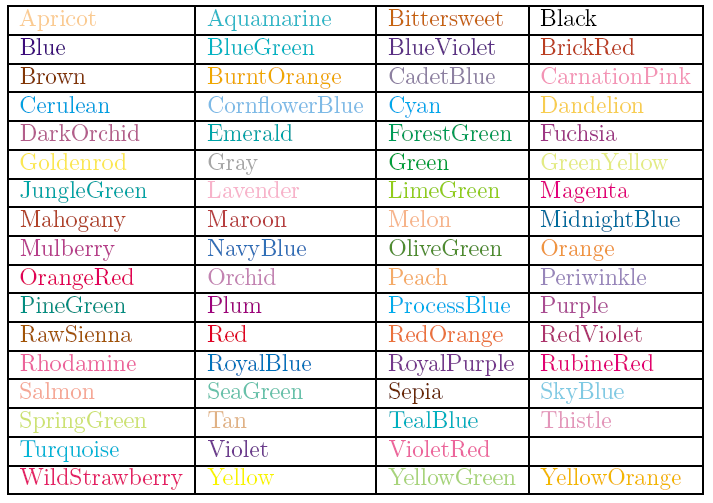 Apricot Aquamarine Bittersweet Black
Blue BlueGreen BlueViolet BrickRed
Brown BurntOrange CadetBlue CarnationPink
Cerulean CornflowerBlue Cyan Dandelion
DarkOrchid Emerald ForestGreen Fuchsia
Goldenrod Gray Green GreenYellow
JungleGreen Lavender LimeGreen Magenta
Mahogany Maroon Melon MidnightBlue
Mulberry NavyBlue OliveGreen Orange
OrangeRed Orchid Peach Periwinkle
PineGreen Plum ProcessBlue Purple
RawSienna Red RedOrange RedViolet
Rhodamine RoyalBlue RoyalPurple RubineRed
Salmon SeaGreen Sepia SkyBlue
SpringGreen Tan TealBlue Thistle
Turquoise Violet VioletRed
WildStrawberry Yellow YellowGreen YellowOrange